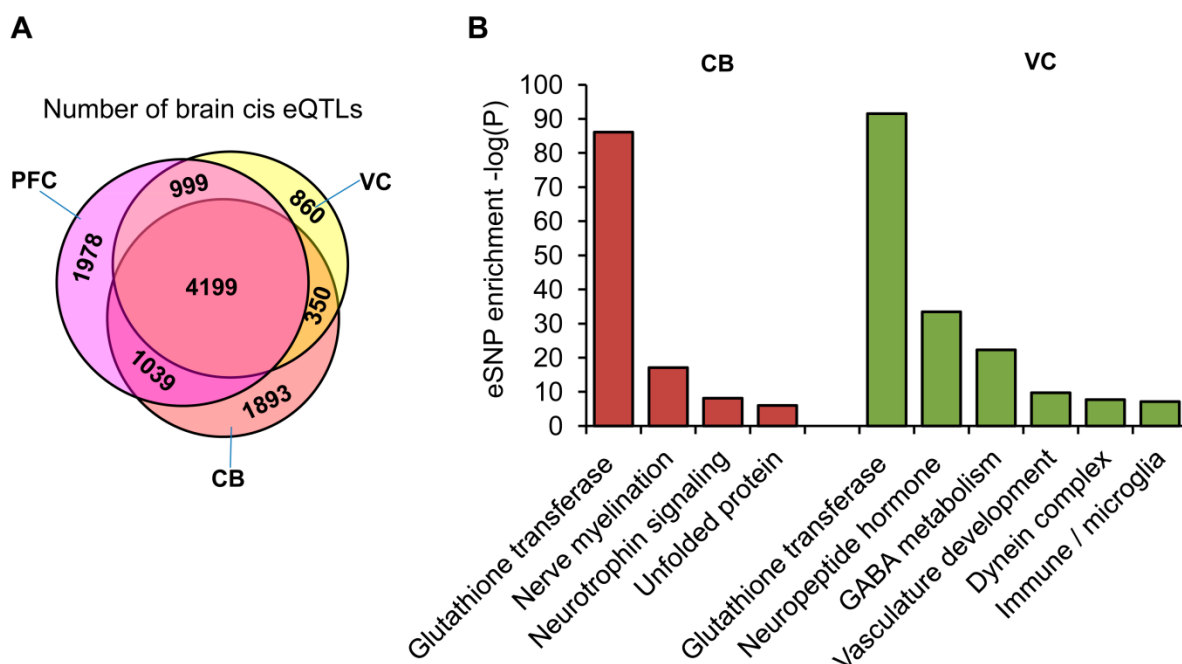 A
Number of brain cis eQTLs
PFC
VC
999
860
1978
4199
350
1039
1893
CB
B
CB
VC
eSNP enrichment -log(P)
100
90
80
70
60
50
40
30
20
10
0
Glutathione transferase
Nerve myelination
Neurotrophin signaling
Unfolded protein
Glutathione transferase
Neuropeptide hormone
GABA metabolism
Vasculature development
Dynein complex
Immune / microglia